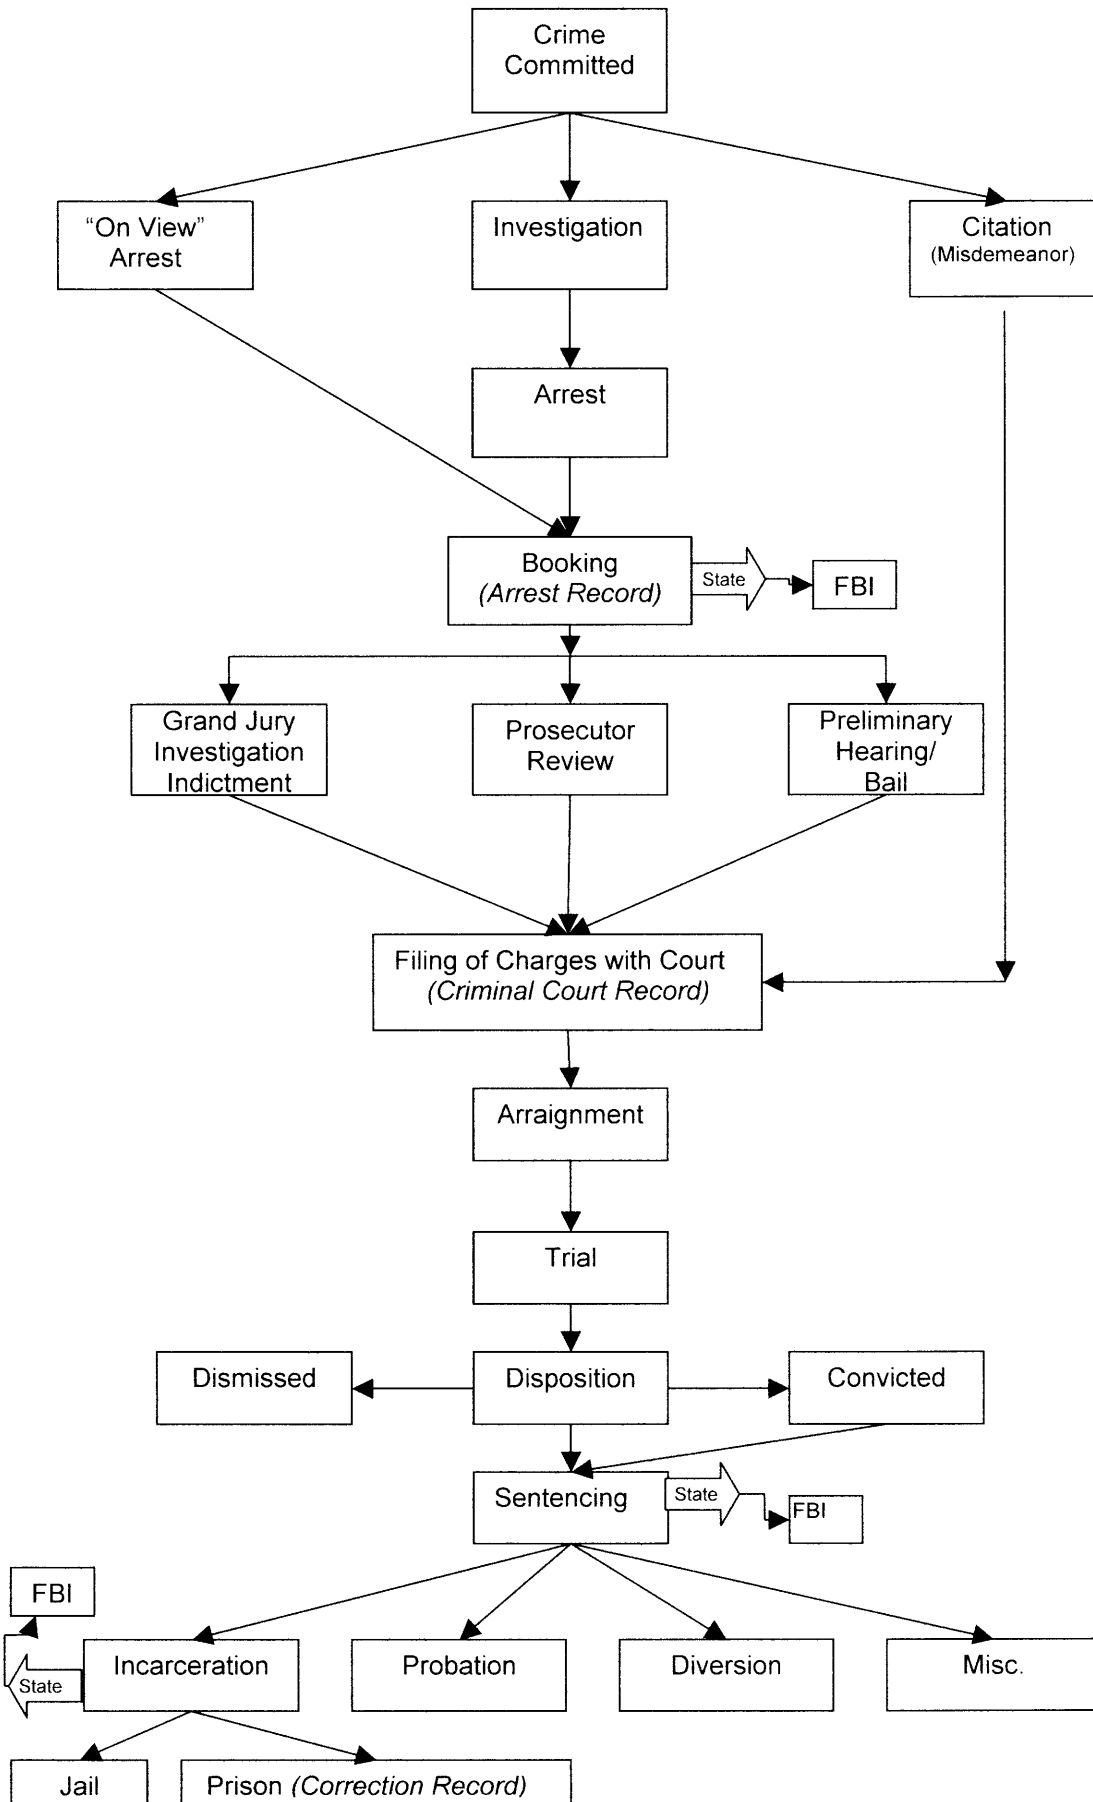 Crime
Committed
“On View”
Arrest
Investigation
Citation
(Misdemeanor)
Arrest
Booking
(Arrest Record)
State
FBI
Grand Jury
Investigation
Indictment
Prosecutor
Review
Preliminary
Hearing/
Bail
Filing of Charges with Court
(Criminal Court Record)
Arraignment
Trial
Dismissed
Disposition
Convicted
Sentencing
State
FBI
FBI
State
Incarceration
Probation
Diversion
Misc.
Jail
Prison (Correction Record)